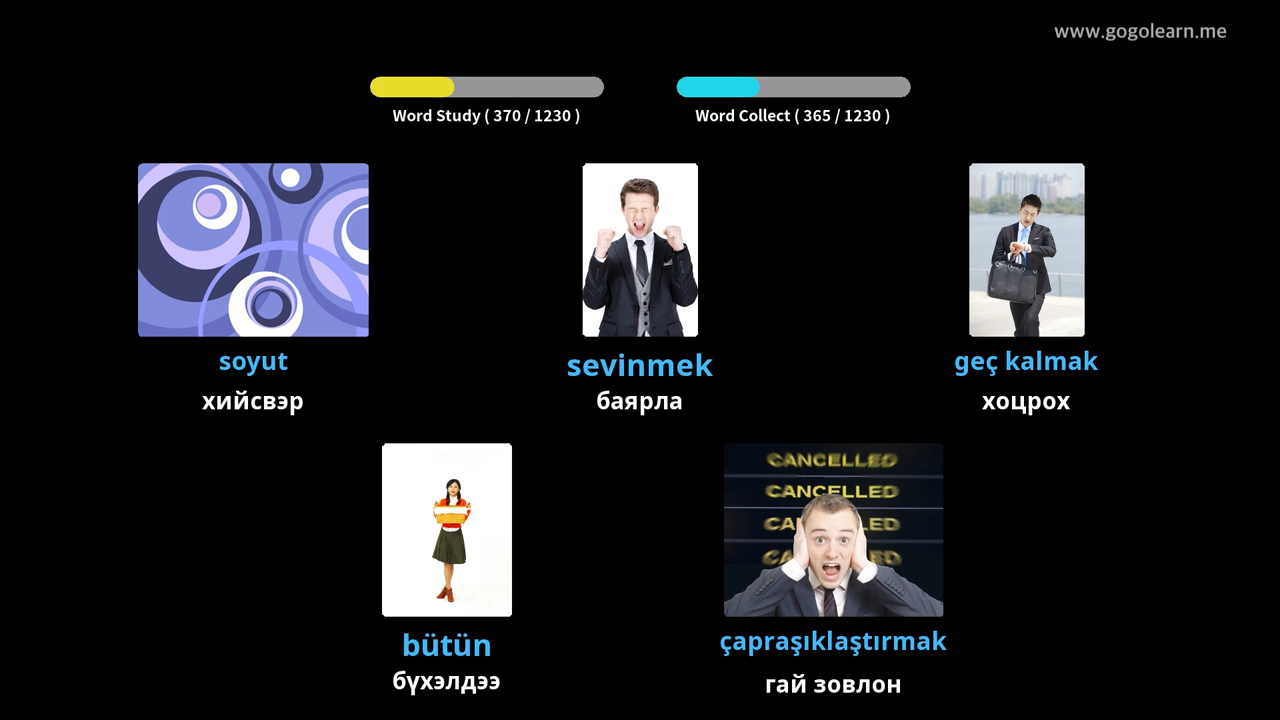 www.gogolearn.me
Word Study ( 370 / 1230 )
Word Collect ( 365 / 1230 )
soyut
хийсвэр
sevinmek
баярла
geç kalmak
хоцрох
CANCELLED
CANCELLED
bütün
бүхэлдээ
çapraşıklaştırmak
гай зовлон